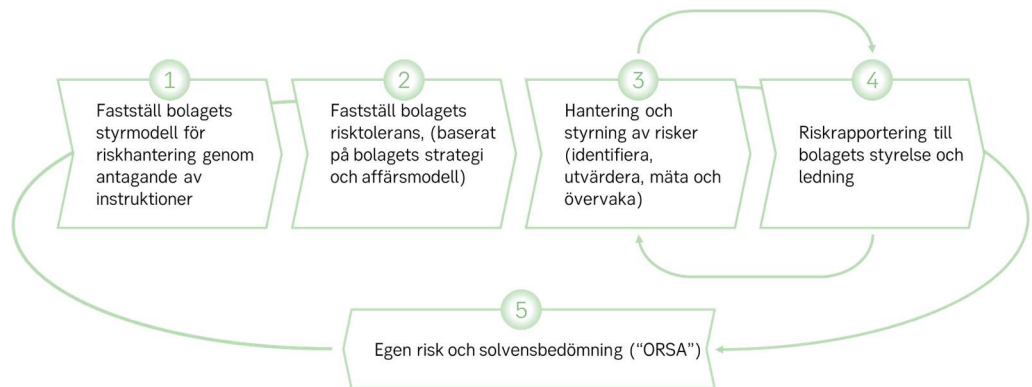 1
Fastställ bolagets
styrmodell för
riskhantering genom
antagande av
instruktioner
2
Fastställ bolagets
risktolerans, (baserat
på bolagets strategi
och affärsmodell)
3
Hantering och
styrning av risker
(identifiera,
utvärdera, mäta och
övervaka)
4
Riskrapportering till
bolagets styrelse och
ledning
5
Egen risk och solvensbedömning (“ORSA”)